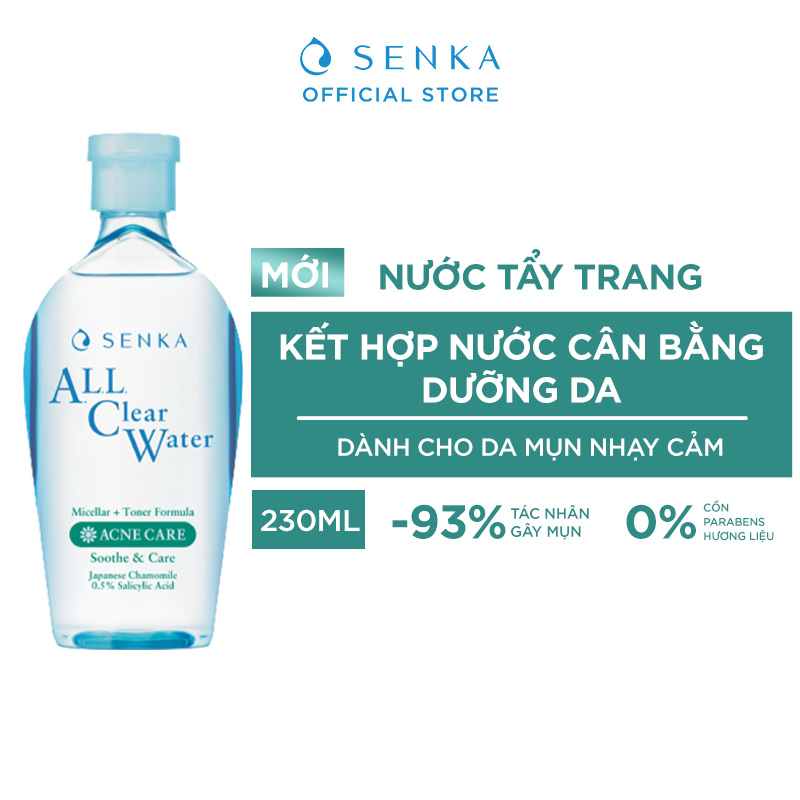 SENKA
OFFICIAL STORE
SENKA
A.L.L.
Clear
Water
Micellar + Toner Formula
ACNE CARE
Soothe & Care
Japanese Chamomile
0.5% Salicylic Acid
MỚI
NƯỚC TẨY TRANG
KẾT HỢP NƯỚC CÂN BẰNG
DƯỠNG DA
DÀNH CHO DA MỤN NHẠY CẢM
230ML
-93%
TÁC NHÂN
GÂY MỤN
0%
CỒN
PARABENS
HƯƠNG LIỆU